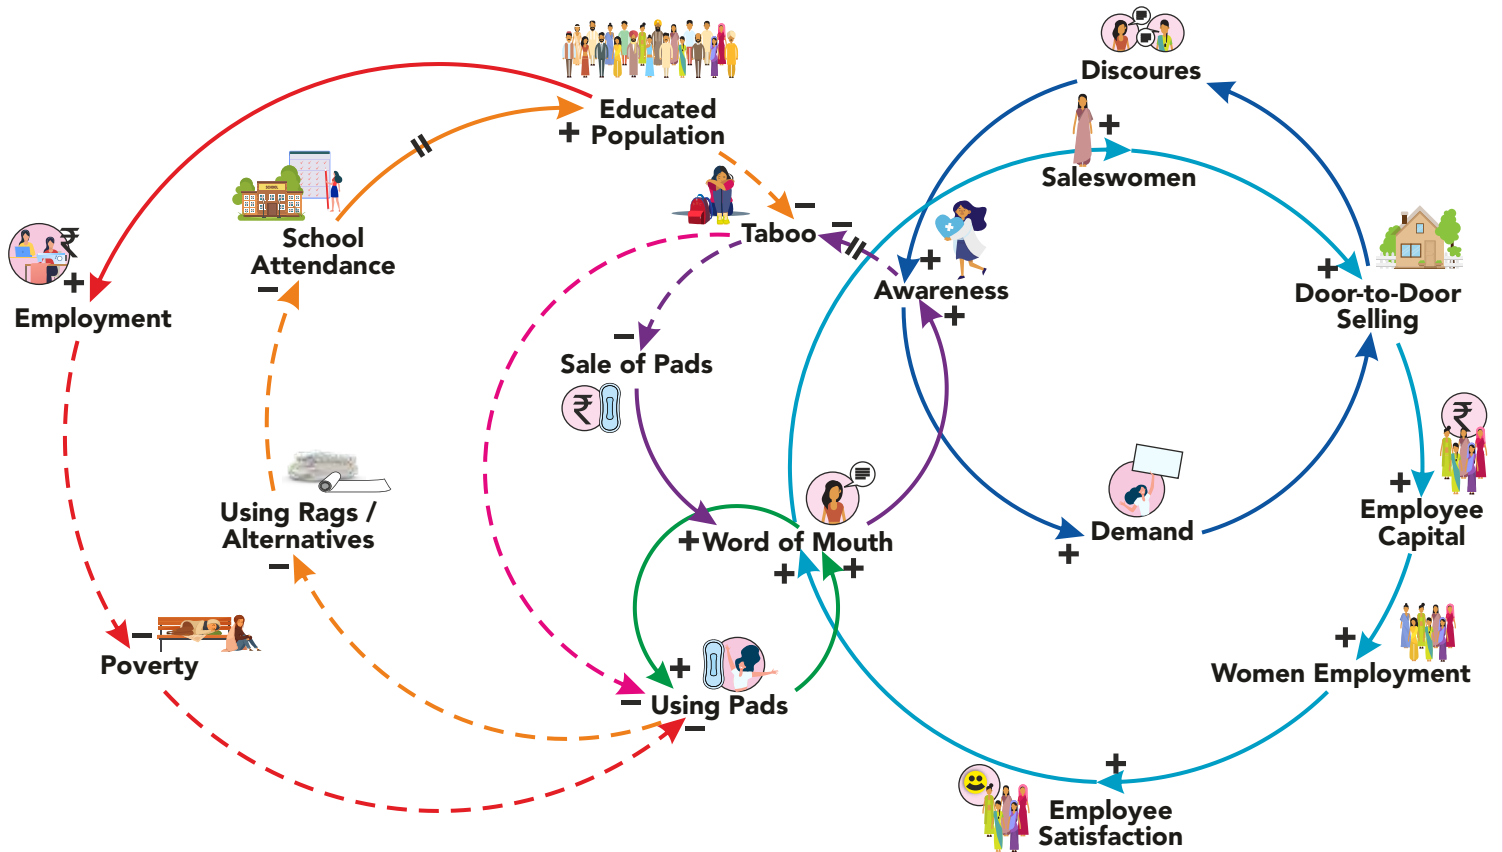 Discoures
Educated
+ Population
+
Saleswomen
–
School
Attendance
–
Taboo
–
+
Awareness
+
+
Door-to-Door
Selling
₹
+
Employment
–
–
Sale of Pads
₹
₹
Using Rags /
Alternatives
–
+ Word of Mouth
+
+
Demand
+
+
Employee
Capital
–
Poverty
+
Women Employment
+
– Using Pads
–
+
Employee
Satisfaction